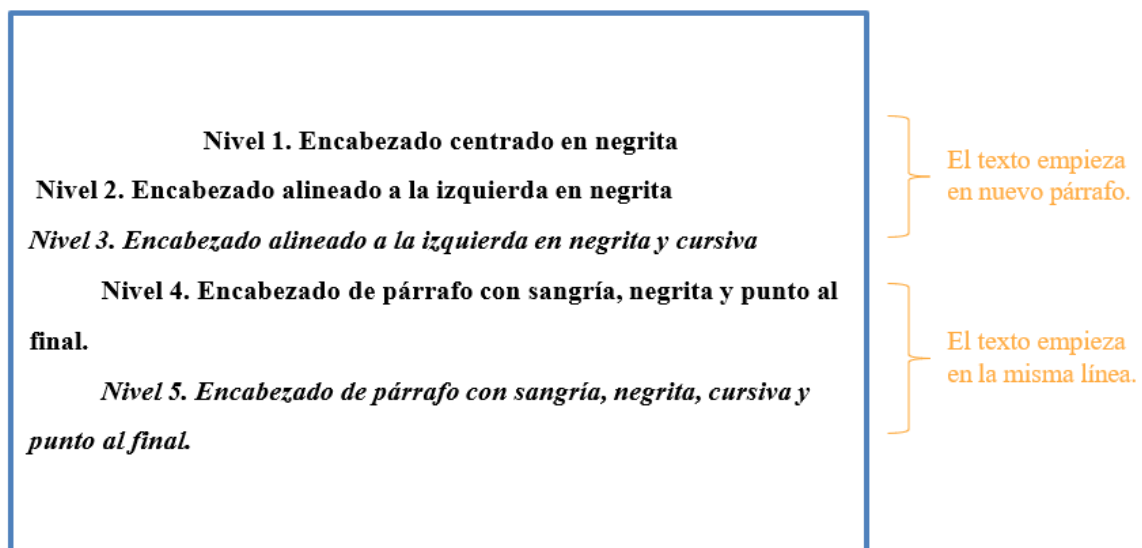 Nivel 1. Encabezado centrado en negrita
Nivel 2. Encabezado alineado a la izquierda en negrita
Nivel 3. Encabezado alineado a la izquierda en negrita y cursiva
Nivel 4. Encabezado de párrafo con sangría, negrita y punto al
final.
Nivel 5. Encabezado de párrafo con sangría, negrita, cursiva y
punto al final.
El texto empieza
en nuevo párrafo.
El texto empieza
en la misma línea.